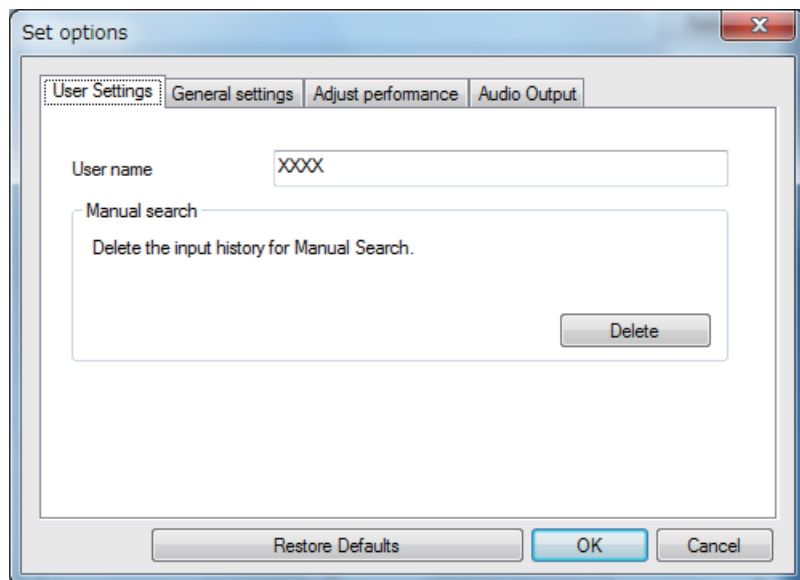 Set options
User Settings General settings Adjust performance Audio Output
User name XXXX
Manual search
Delete the input history for Manual Search.
Delete
Restore Defaults OK Cancel